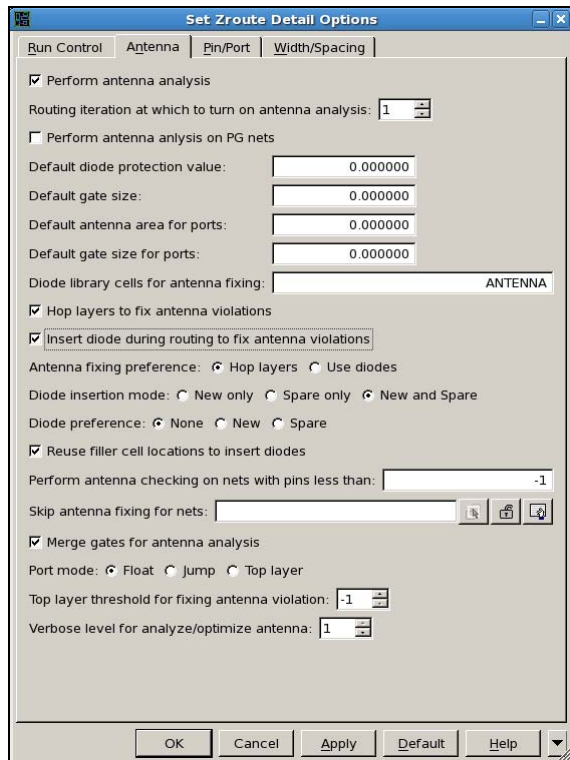 Set Zroute Detail Options
Run Control Antenna Pin/Port Width/Spacing
Perform antenna analysis
Routing iteration at which to turn on antenna analysis: 1
Perform antenna anlysis on PG nets
Default diode protection value: 0.000000
Default gate size: 0.000000
Default antenna area for ports: 0.000000
Default gate size for ports: 0.000000
Diode library cells for antenna fixing: ANTENNA
Hop layers to fix antenna violations
Insert diode during routing to fix antenna violations
Antenna fixing preference: Hop layers Use diodes
Diode insertion mode: New only Spare only New and Spare
Diode preference: None New Spare
Reuse filler cell locations to insert diodes
Perform antenna checking on nets with pins less than: -1
Skip antenna fixing for nets:
Merge gates for antenna analysis
Port mode: Float Jump Top layer
Top layer threshold for fixing antenna violation: -1
Verbose level for analyze/optimize antenna: 1
OK Cancel Apply Default Help